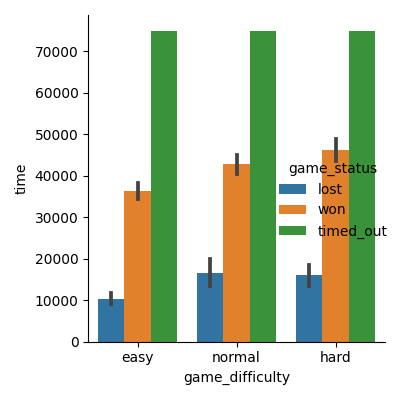 70000
60000
50000
40000
30000
20000
10000
0
time
easy
normal
hard
game_difficulty
game_status
lost
won
timed_out